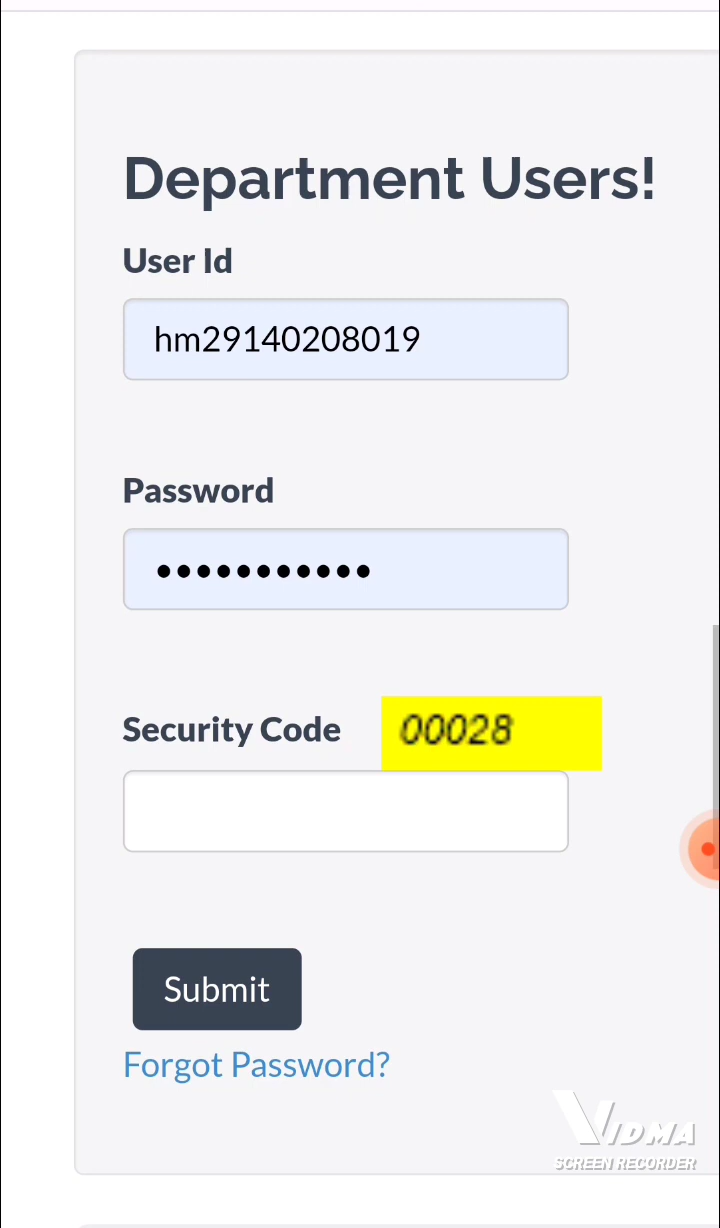 Department Users!
User Id
hm29140208019
Password
•••••••••••
Security Code 00028
Submit
Forgot Password?
VIDMA
SCREEN RECORDER